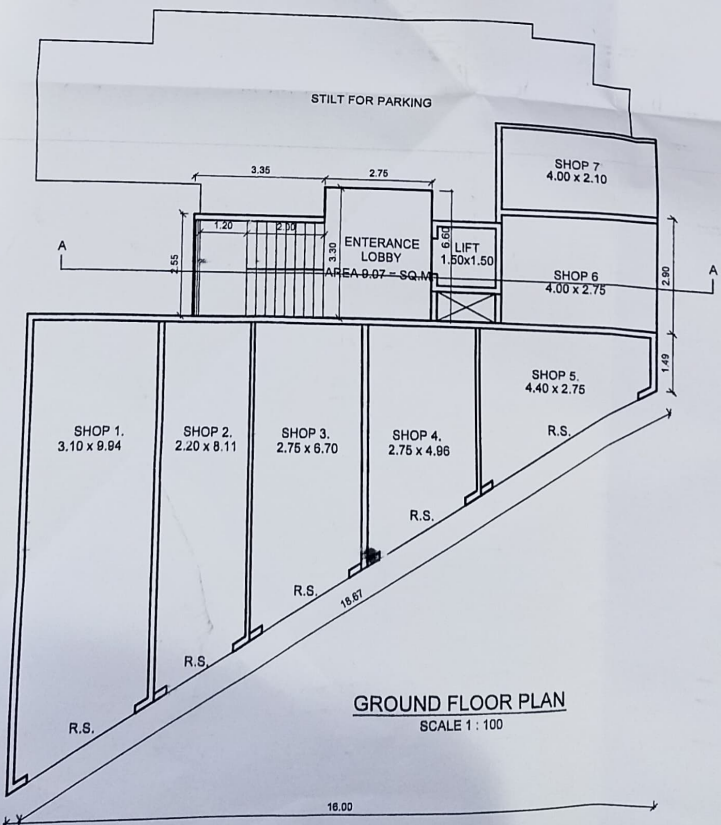 STILT FOR PARKING
SHOP 7
4.00 x 2.10
3.35
2.75
1.20
2.00
2.55
3.30
ENTERANCE
LOBBY
AREA 9.07 = SQ.M
6.60
LIFT
1.50x1.50
SHOP 6
4.00 x 2.75
2.90
A
A
1.49
SHOP 1.
3.10 x 9.94
SHOP 2.
2.20 x 8.11
SHOP 3.
2.75 x 6.70
SHOP 4.
2.75 x 4.96
SHOP 5.
4.40 x 2.75
R.S.
R.S.
R.S.
R.S.
R.S.
18.67
GROUND FLOOR PLAN
SCALE 1 : 100
16.00